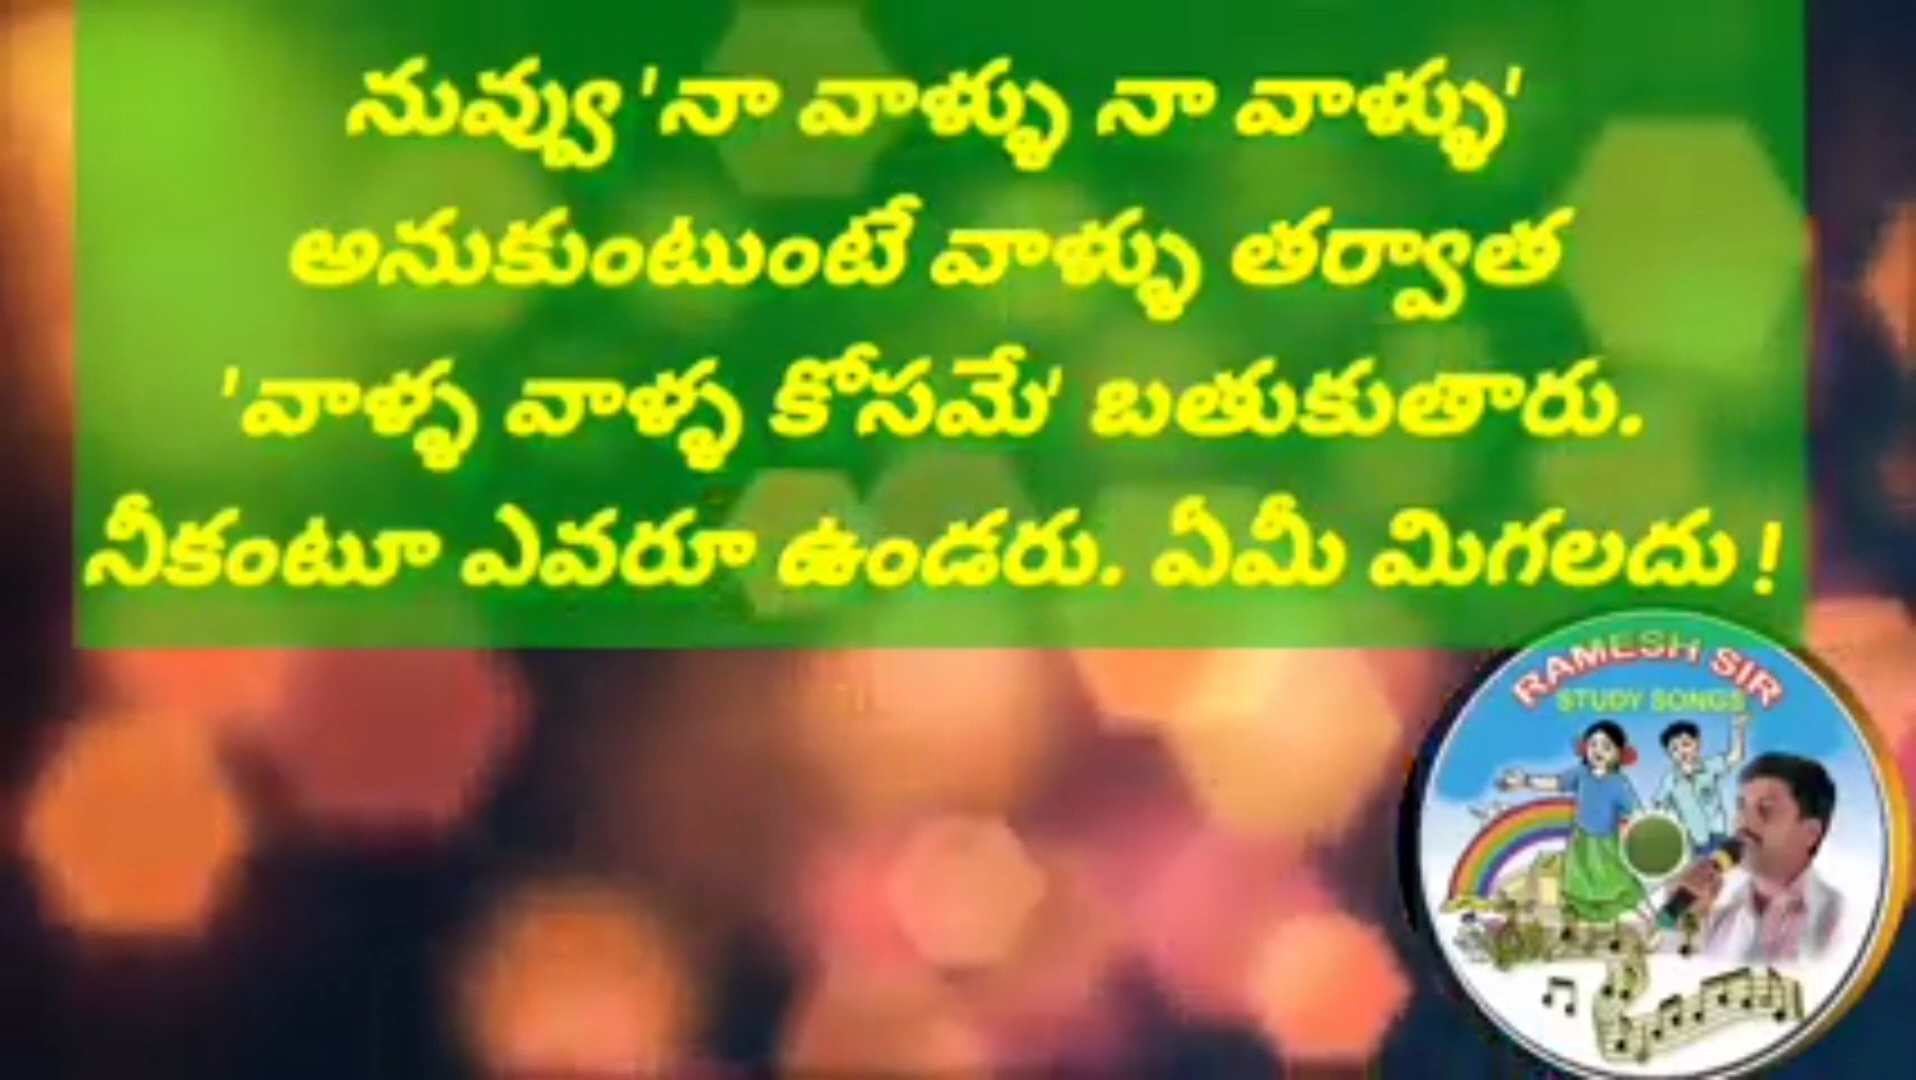 నువ్వు 'నా వాళ్ళు నా వాళ్ళు'
అనుకుంటుంటే వాళ్ళు తర్వాత
'వాళ్ళ వాళ్ళ కోసమే' బతుకుతారు.
నీకంటూ ఎవరూ ఉండరు. ఏమీ మిగలదు !
RAMESH SIR
STUDY SONGS